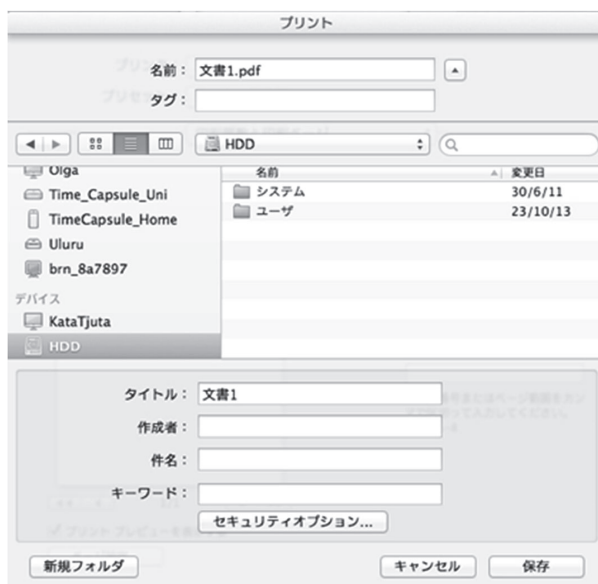 プリント
名前： 文書1.pdf
タグ：
HDD
Olga
Time_Capsule_Uni
TimeCapsule_Home
Uluru
brn_8a7897
デバイス
KataTjuta
HDD
名前 変更日
システム 30/6/11
ユーザ 23/10/13
タイトル： 文書1
作成者：
件名：
キーワード：
セキュリティオプション...
新規フォルダ キャンセル 保存